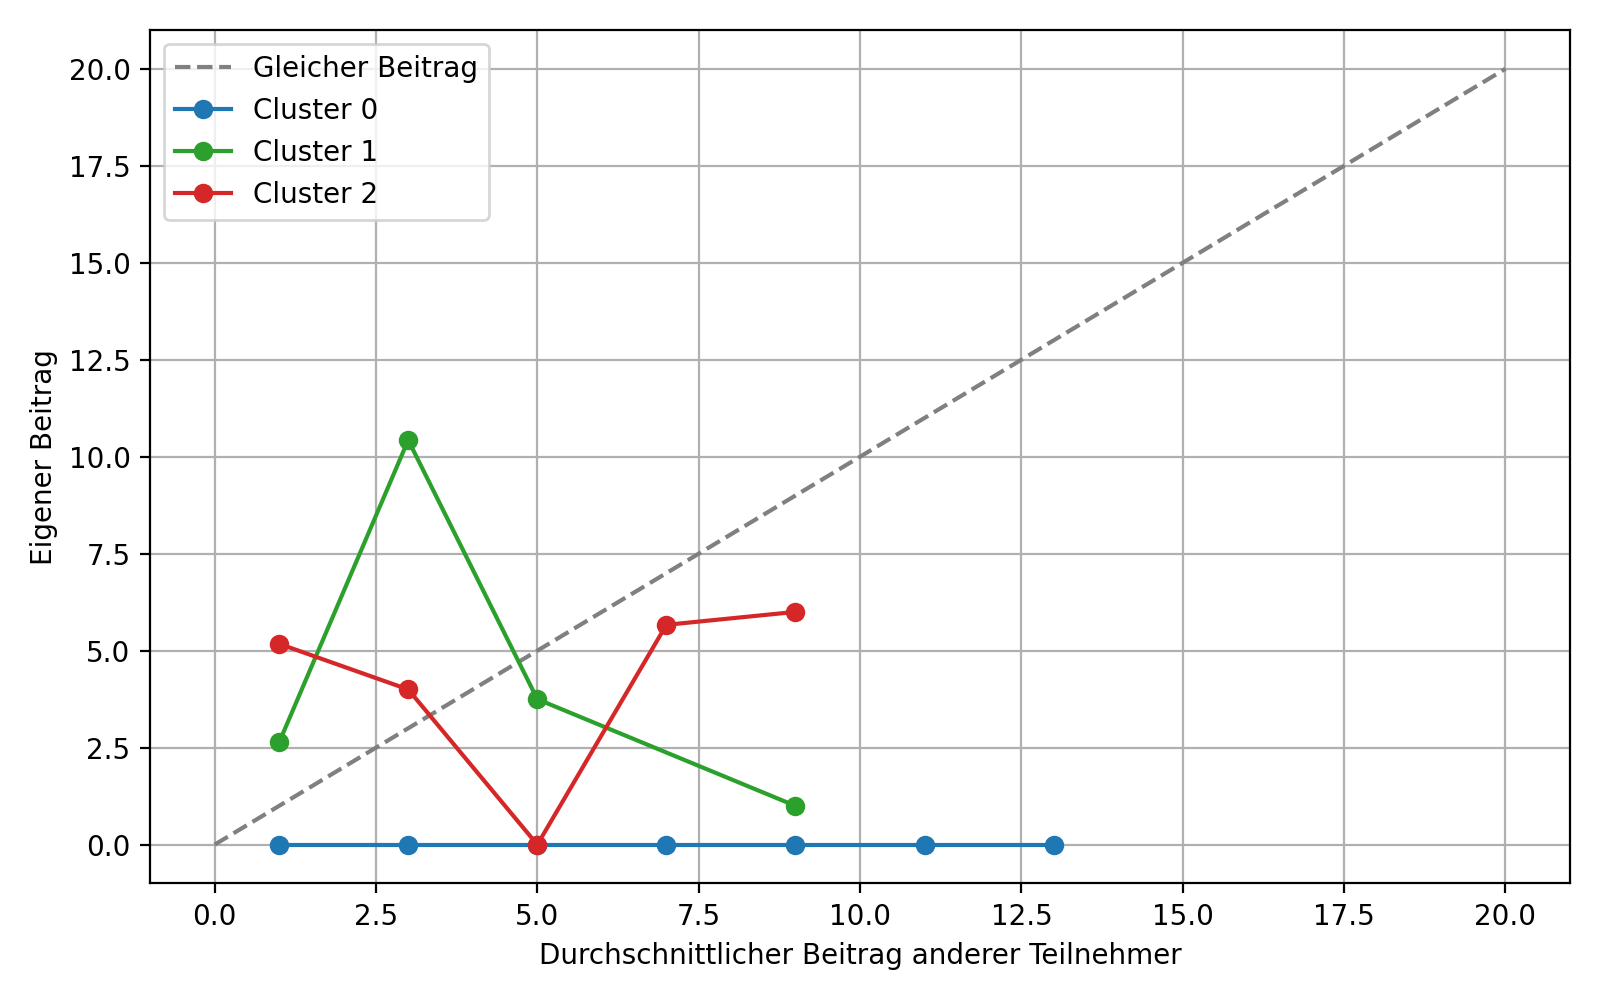 Gleicher Beitrag
Cluster 0
Cluster 1
Cluster 2
20.0
17.5
15.0
12.5
10.0
7.5
5.0
2.5
0.0
Eigener Beitrag
0.0 2.5 5.0 7.5 10.0 12.5 15.0 17.5 20.0
Durchschnittlicher Beitrag anderer Teilnehmer